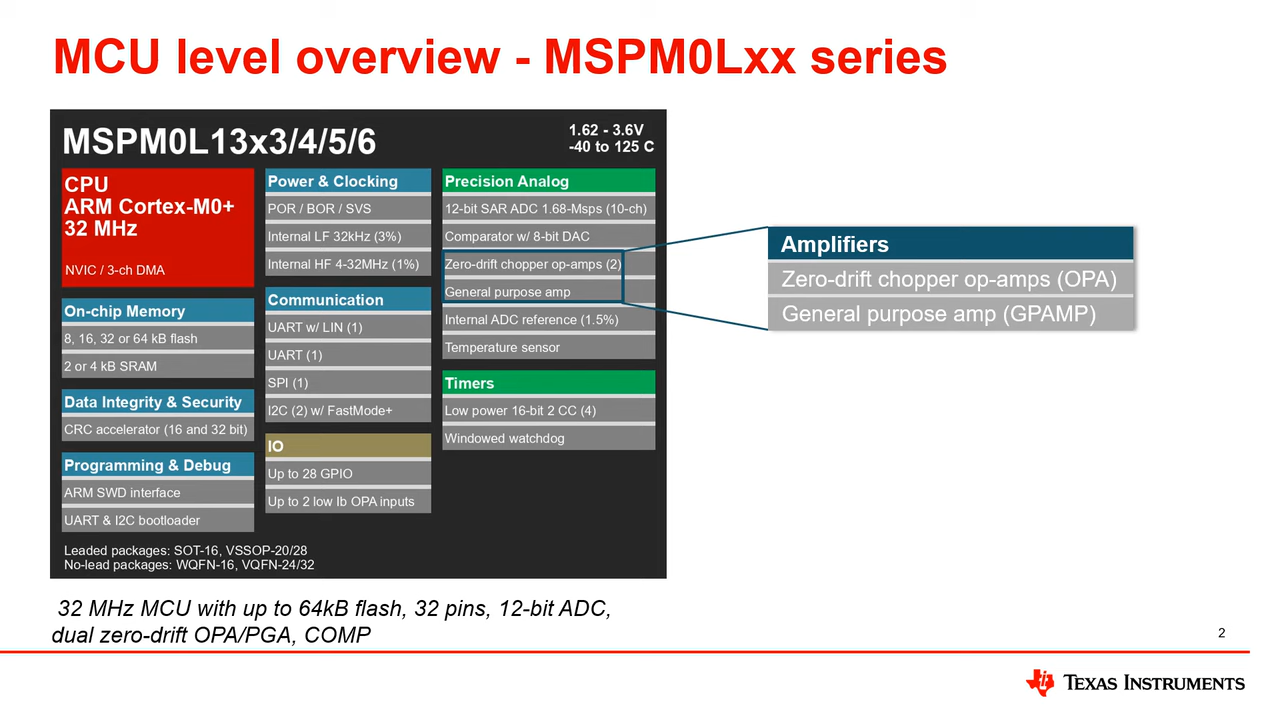 MCU level overview - MSPM0Lxx series
MSPM0L13x3/4/5/6
1.62 - 3.6V
-40 to 125 C
CPU
ARM Cortex-M0+
32 MHz
NVIC / 3-ch DMA
On-chip Memory
8, 16, 32 or 64 kB flash
2 or 4 kB SRAM
Data Integrity & Security
CRC accelerator (16 and 32 bit)
Programming & Debug
ARM SWD interface
UART & I2C bootloader
Power & Clocking
POR / BOR / SVS
Internal LF 32kHz (3%)
Internal HF 4-32MHz (1%)
Communication
UART w/ LIN (1)
UART (1)
SPI (1)
I2C (2) w/ FastMode+
IO
Up to 28 GPIO
Up to 2 low Ib OPA inputs
Precision Analog
12-bit SAR ADC 1.68-Msps (10-ch)
Comparator w/ 8-bit DAC
Zero-drift chopper op-amps (2)
General purpose amp
Internal ADC reference (1.5%)
Temperature sensor
Timers
Low power 16-bit 2 CC (4)
Windowed watchdog
Leaded packages: SOT-16, VSSOP-20/28
No-lead packages: WQFN-16, VQFN-24/32
Amplifiers
Zero-drift chopper op-amps (OPA)
General purpose amp (GPAMP)
32 MHz MCU with up to 64kB flash, 32 pins, 12-bit ADC,
dual zero-drift OPA/PGA, COMP
2
TEXAS INSTRUMENTS